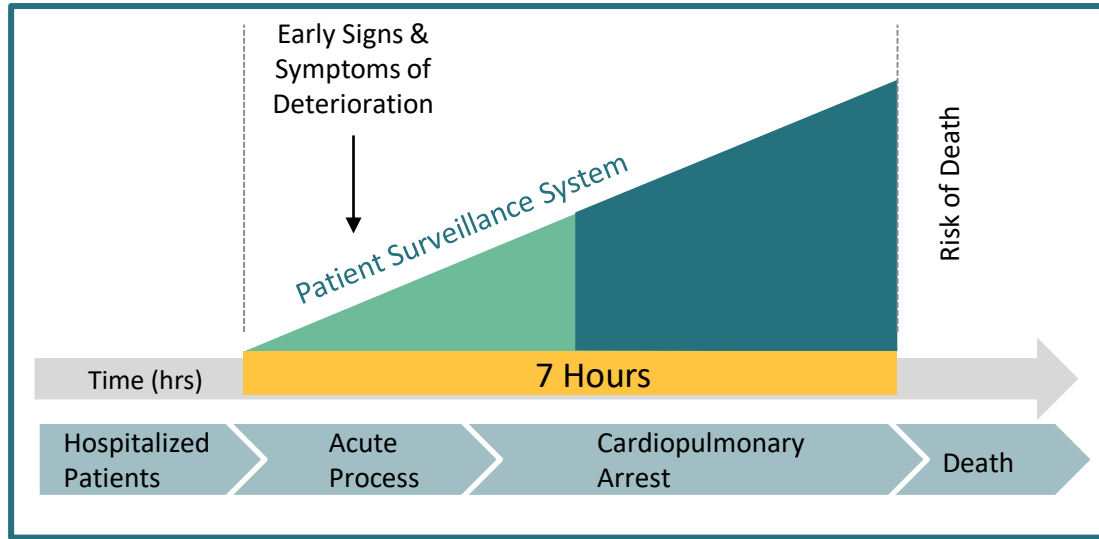 Early Signs &
Symptoms of
Deterioration
Patient Surveillance System
Risk of Death
Time (hrs)
7 Hours
Hospitalized
Patients
Acute
Process
Cardiopulmonary
Arrest
Death